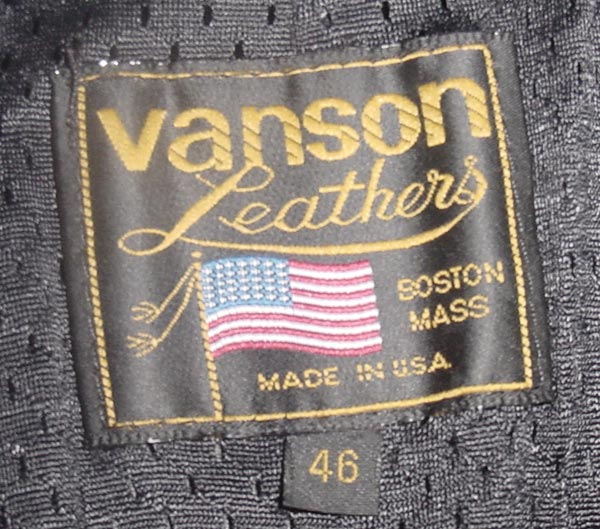 vanson
Leathers
BOSTON
MASS
MADE IN U.S.A.
46